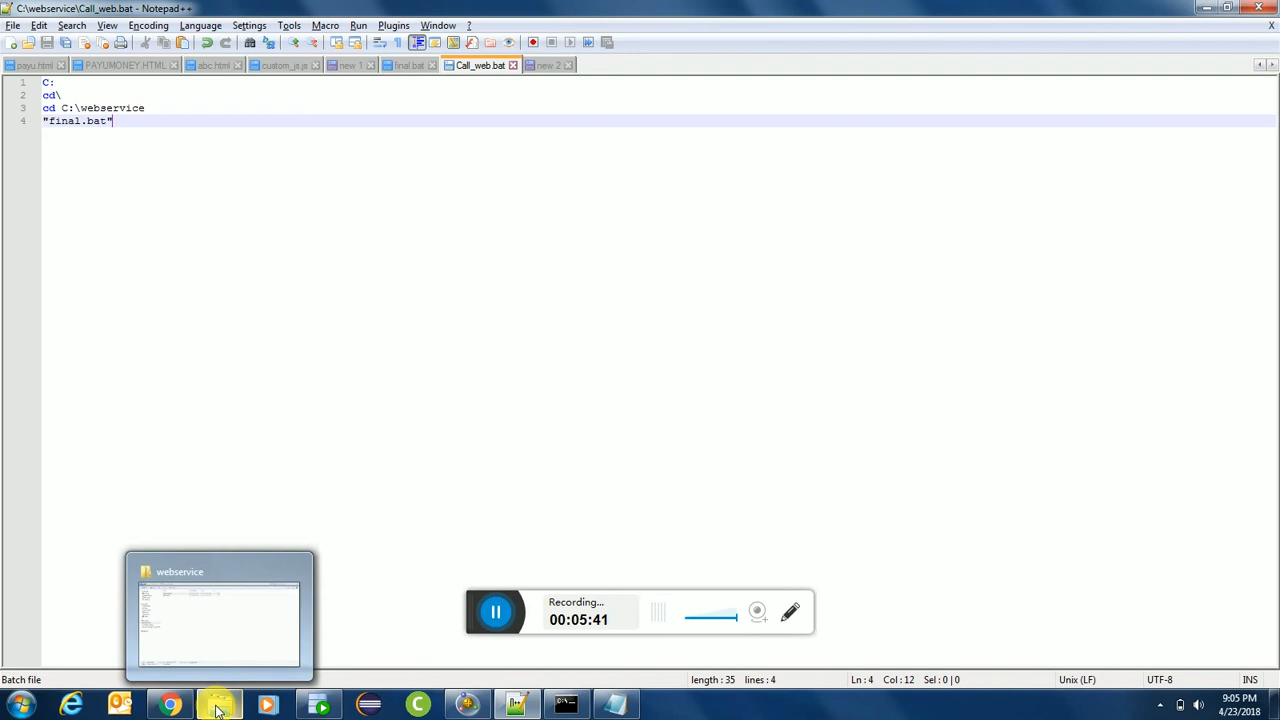 C:\webservice\Call_web.bat - Notepad++
File Edit Search View Encoding Language Settings Tools Macro Run Plugins Window ?
payu.html PAYUMONEY.HTML abc.html custom_js.js new 1 final.bat Call_web.bat new 2
1 C:
2 cd\
3 cd C:\webservice
4 "final.bat"
webservice
Recording...
00:05:41
Batch file length : 35 lines : 4 Ln : 4 Col : 12 Sel : 0 | 0 Unix (LF) UTF-8 INS
9:05 PM
4/23/2018